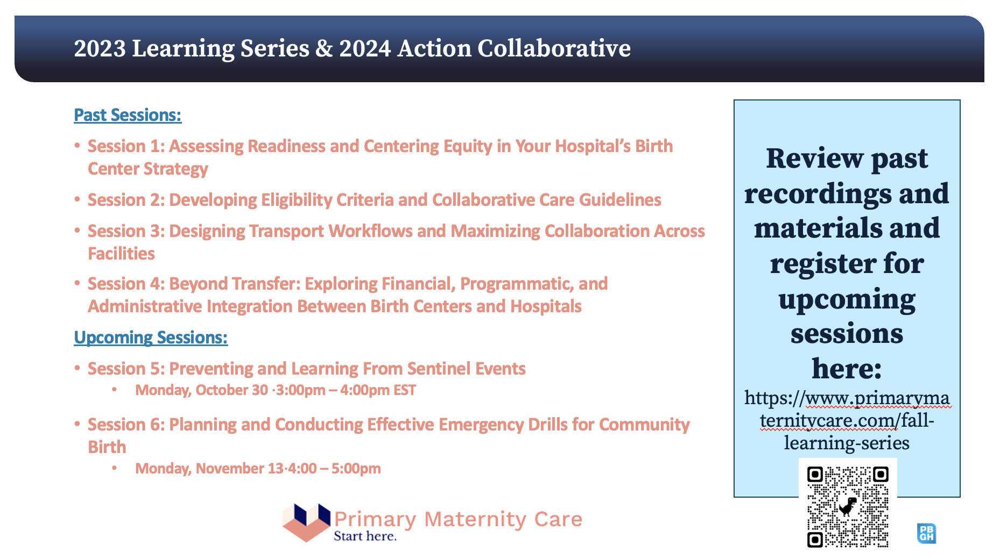 2023 Learning Series & 2024 Action Collaborative
Past Sessions:
• Session 1: Assessing Readiness and Centering Equity in Your Hospital’s Birth
Center Strategy
• Session 2: Developing Eligibility Criteria and Collaborative Care Guidelines
• Session 3: Designing Transport Workflows and Maximizing Collaboration Across
Facilities
• Session 4: Beyond Transfer: Exploring Financial, Programmatic, and
Administrative Integration Between Birth Centers and Hospitals
Upcoming Sessions:
• Session 5: Preventing and Learning From Sentinel Events
• Monday, October 30 ·3:00pm – 4:00pm EST
• Session 6: Planning and Conducting Effective Emergency Drills for Community
Birth
• Monday, November 13·4:00 – 5:00pm
Review past
recordings and
materials and
register for
upcoming
sessions
here:
https://www.primaryma
ternitycare.com/fall-
learning-series
Primary Maternity Care
Start here.
PB
GH